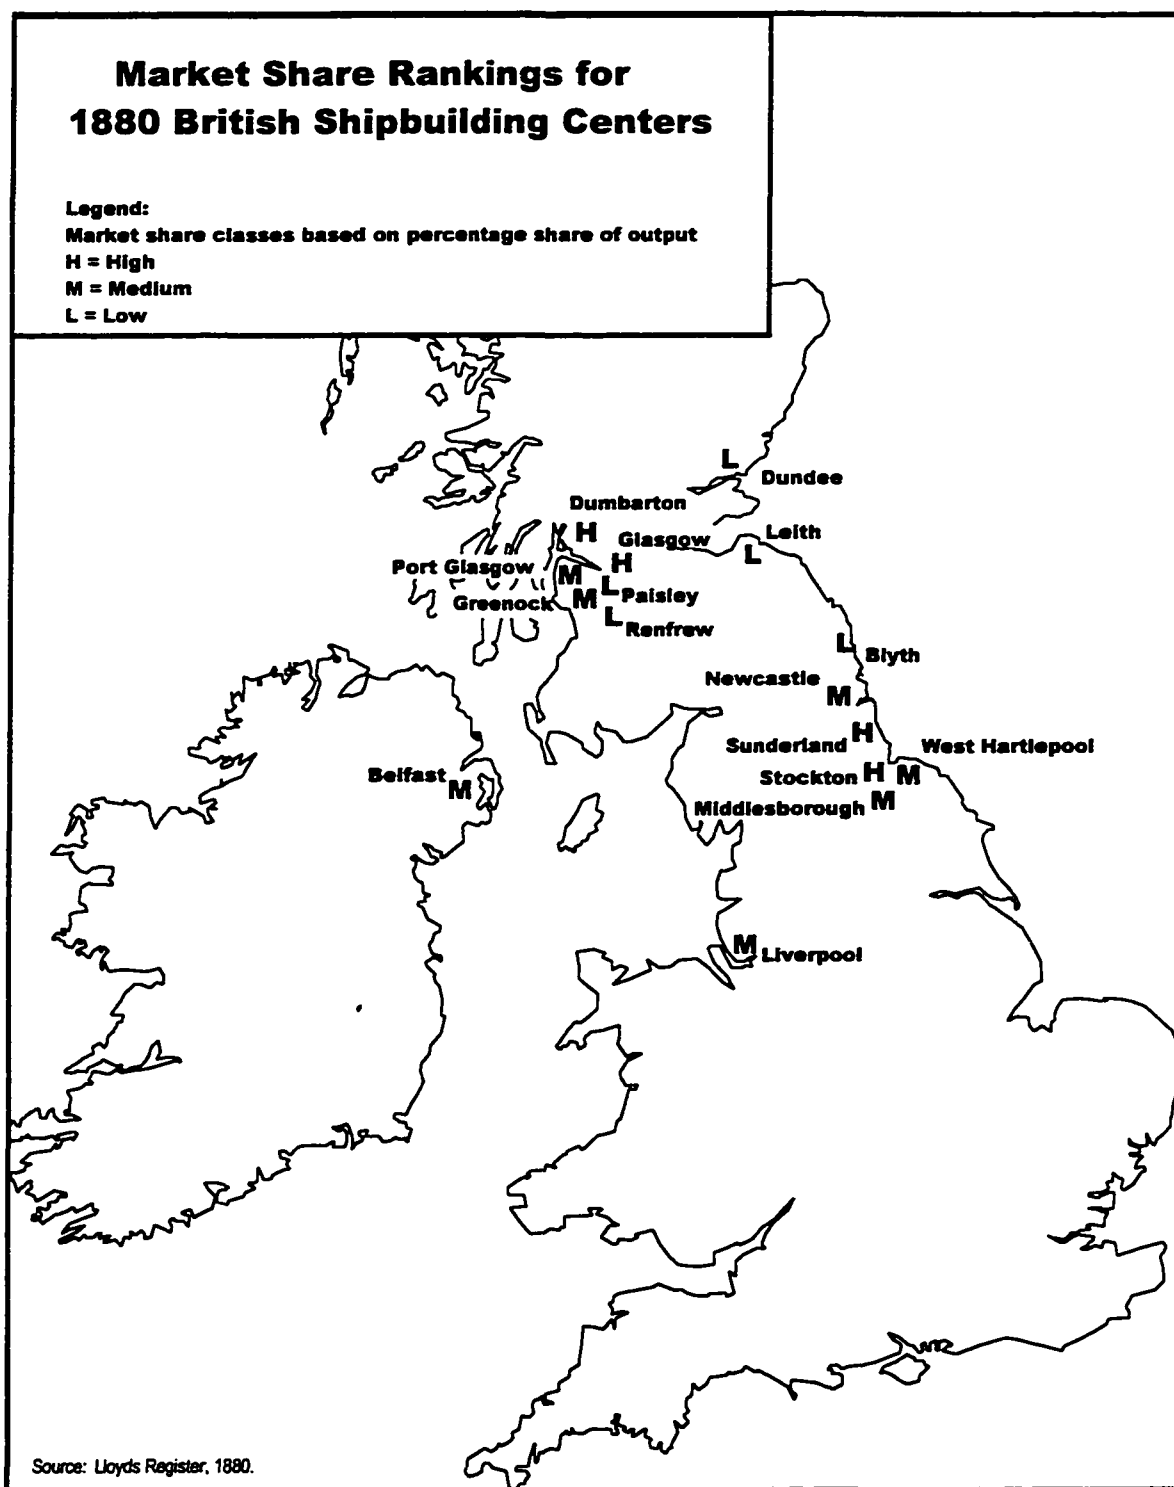 Market Share Rankings for
1880 British Shipbuilding Centers
Legend:
Market share classes based on percentage share of output
H = High
M = Medium
L = Low
L
Dundee
Dumbarton
H
Leith
Glasgow
L
H
Port Glasgow
M
L
Paisley
Greenock
M
L
Renfrew
L
Blyth
Newcastle
M
H
Sunderland
West Hartlepool
Stockton
H
M
Middlesborough
M
Belfast
M
M
Liverpool
Source: Lloyds Register, 1880.